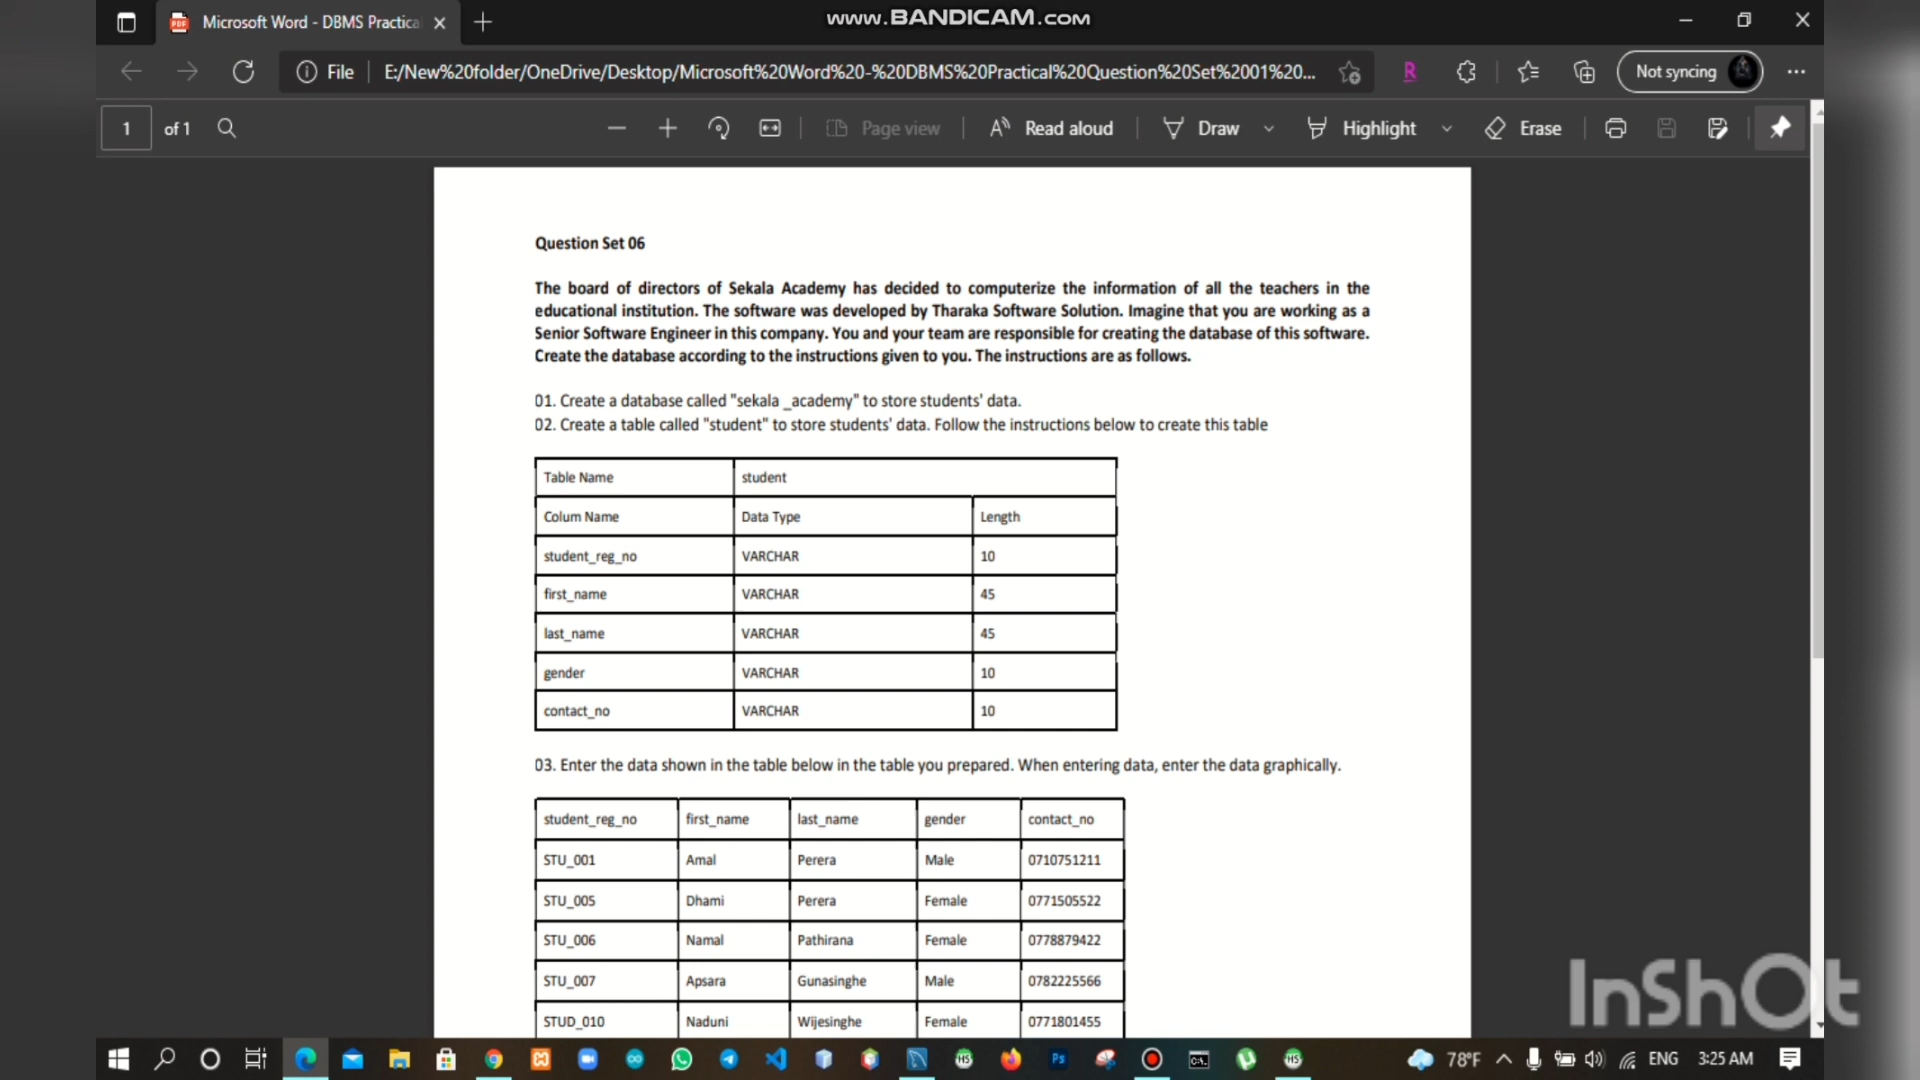 Microsoft Word - DBMS Practica
www.BANDICAM.com
File
E:/New%20folder/OneDrive/Desktop/Microsoft%20Word%20-%20DBMS%20Practical%20Question%20Set%2001%20...
Not syncing
1 of 1
Page view
Read aloud
Draw
Highlight
Erase
Question Set 06
The board of directors of Sekala Academy has decided to computerize the information of all the teachers in the
educational institution. The software was developed by Tharaka Software Solution. Imagine that you are working as a
Senior Software Engineer in this company. You and your team are responsible for creating the database of this software.
Create the database according to the instructions given to you. The instructions are as follows.
01. Create a database called "sekala _academy" to store students' data.
02. Create a table called "student" to store students' data. Follow the instructions below to create this table
Table Name student
Colum Name Data Type Length
student_reg_no VARCHAR 10
first_name VARCHAR 45
last_name VARCHAR 45
gender VARCHAR 10
contact_no VARCHAR 10
03. Enter the data shown in the table below in the table you prepared. When entering data, enter the data graphically.
student_reg_no first_name last_name gender contact_no
STU_001 Amal Perera Male 0710751211
STU_005 Dhami Perera Female 0771505522
STU_006 Namal Pathirana Female 0778879422
STU_007 Apsara Gunasinghe Male 0782225566
STUD_010 Naduni Wijesinghe Female 0771801455
InShOt
78°F
ENG
3:25 AM